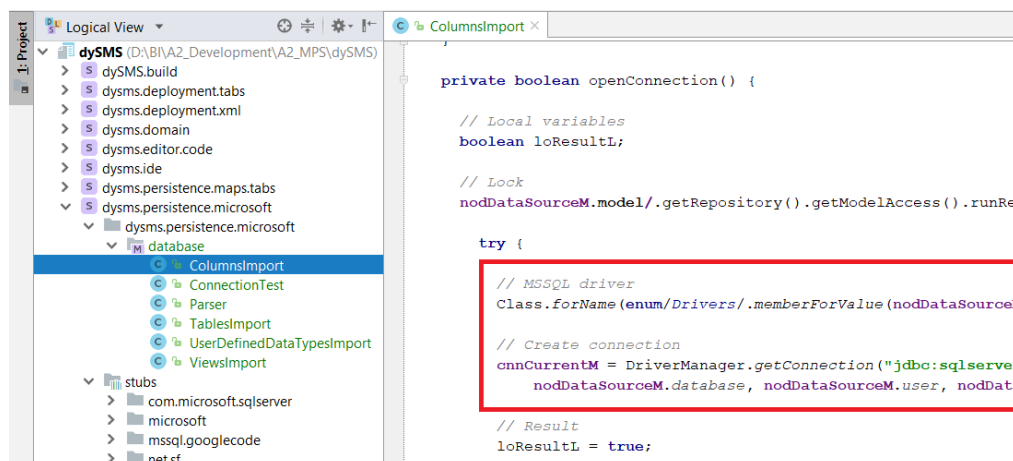 1: Project
Logical View
dySMS (D:\BI\A2_Development\A2_MPS\dySMS)
dySMS.build
dysms.deployment.tabs
dysms.deployment.xml
dysms.domain
dysms.editor.code
dysms.ide
dysms.persistence.maps.tabs
dysms.persistence.microsoft
dysms.persistence.microsoft
database
ColumnsImport
ConnectionTest
Parser
TablesImport
UserDefinedDataTypesImport
ViewsImport
stubs
com.microsoft.sqlserver
microsoft
mssql.googlecode
net.sf
ColumnsImport
}
private boolean openConnection() {
// Local variables
boolean loResultL;
// Lock
nodDataSourceM.model/.getRepository().getModelAccess().runRe
try {
// MSSQL driver
Class.forName(enum/Drivers/.memberForValue(nodDataSource
// Create connection
cnnCurrentM = DriverManager.getConnection("jdbc:sqlserve
nodDataSourceM.database, nodDataSourceM.user, nodDat
// Result
loResultL = true;